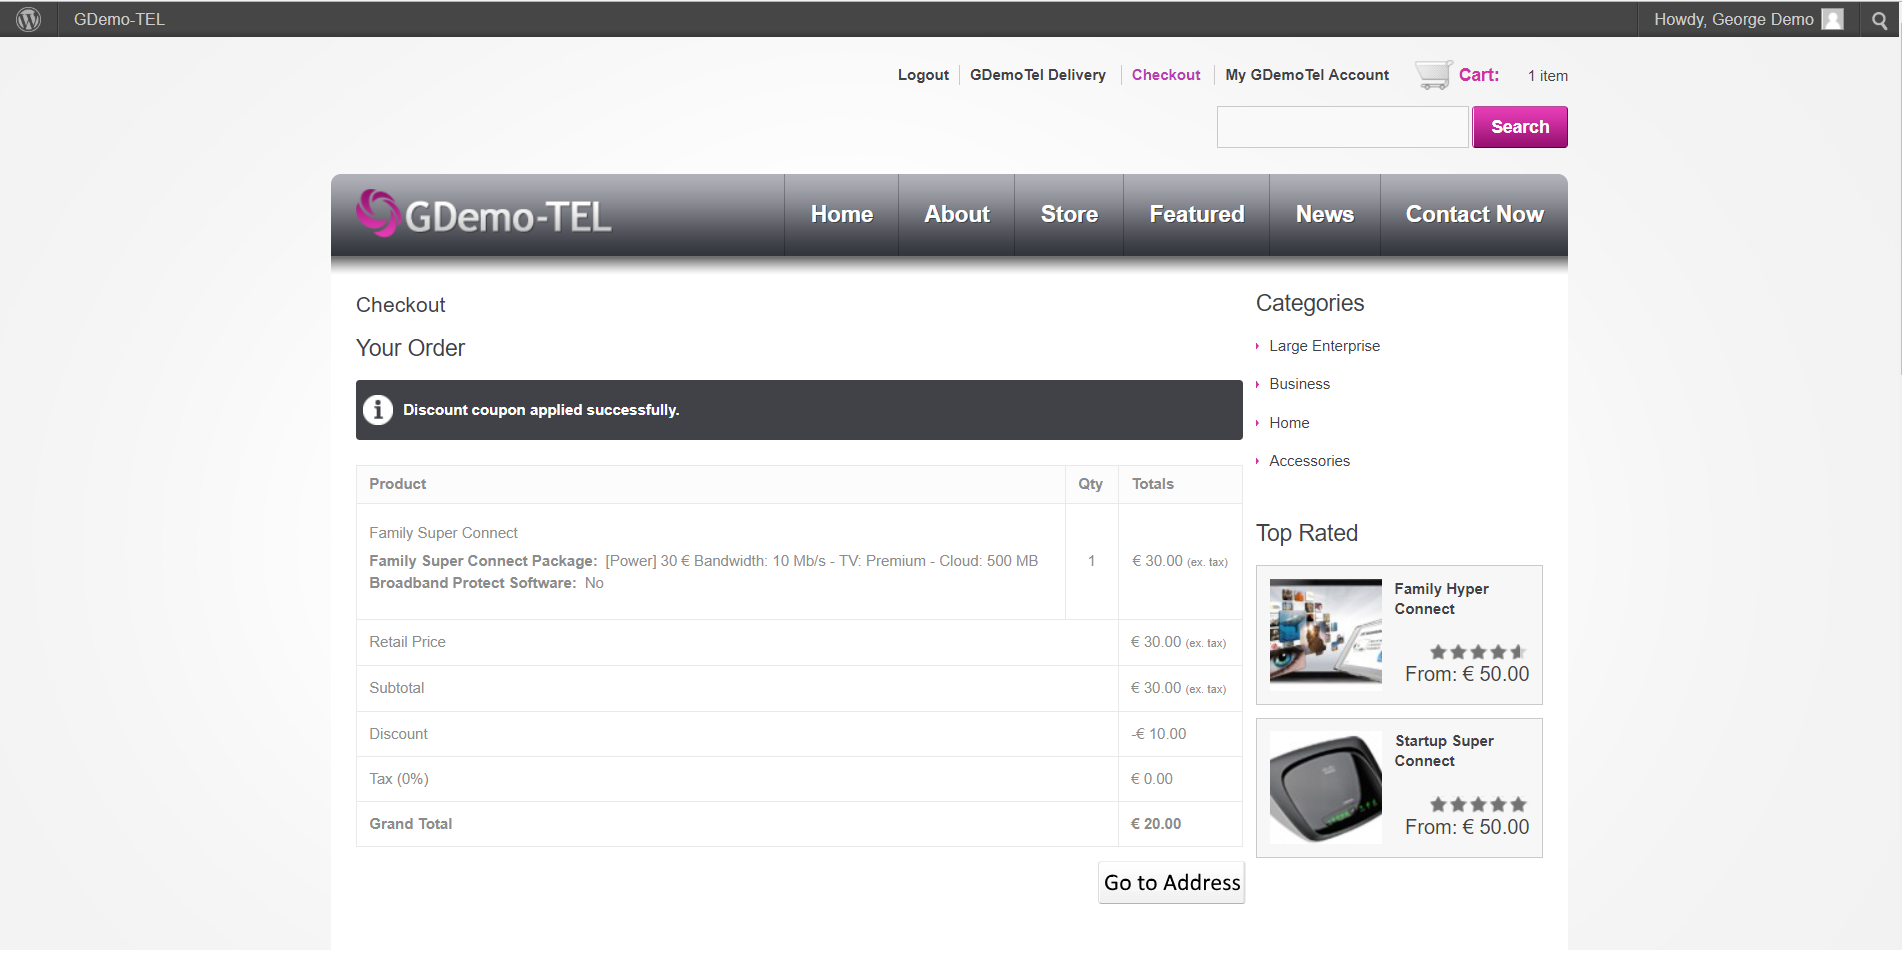 GDemo-TEL
Howdy, George Demo
Logout
GDemoTel Delivery
Checkout
My GDemoTel Account
Cart:
1 item
Search
GDemo-TEL
Home
About
Store
Featured
News
Contact Now
Checkout
Your Order
Discount coupon applied successfully.
Product
Qty
Totals
Family Super Connect
Family Super Connect Package: [Power] 30 € Bandwidth: 10 Mb/s - TV: Premium - Cloud: 500 MB
Broadband Protect Software: No
1
€ 30.00 (ex. tax)
Retail Price
€ 30.00 (ex. tax)
Subtotal
€ 30.00 (ex. tax)
Discount
-€ 10.00
Tax (0%)
€ 0.00
Grand Total
€ 20.00
Go to Address
Categories
Large Enterprise
Business
Home
Accessories
Top Rated
Family Hyper
Connect
From: € 50.00
Startup Super
Connect
From: € 50.00